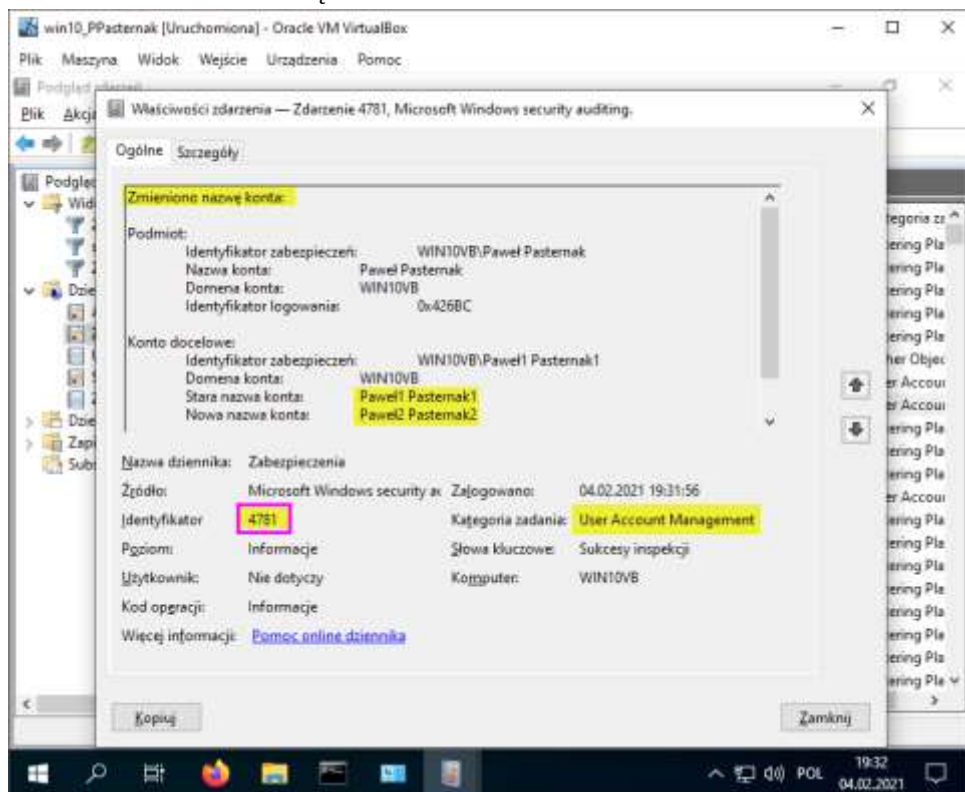 win10_PPasternak [Uruchomiona] - Oracle VM VirtualBox
Plik Maszyna Widok Wejście Urządzenia Pomoc
Podgląd zdarzeń
Plik Akcja
Właściwości zdarzenia — Zdarzenie 4781, Microsoft Windows security auditing.
Ogólne Szczegóły
Zmieniono nazwę konta:
Podmiot:
Identyfikator zabezpieczeń: WIN10VB\Paweł Pasternak
Nazwa konta: Paweł Pasternak
Domena konta: WIN10VB
Identyfikator logowania: 0x426BC
Konto docelowe:
Identyfikator zabezpieczeń: WIN10VB\Paweł1 Pasternak1
Domena konta: WIN10VB
Stara nazwa konta: Paweł1 Pasternak1
Nowa nazwa konta: Paweł2 Pasternak2
Nazwa dziennika: Zabezpieczenia
Źródło: Microsoft Windows security Zalogowano: 04.02.2021 19:31:56
Identyfikator 4781 Kategoria zadania: User Account Management
Poziom: Informacje Słowa kluczowe: Sukcesy inspekcji
Użytkownik: Nie dotyczy Komputer: WIN10VB
Kod operacji: Informacje
Więcej informacji: Pomoc online dziennika
Kopiuj Zamknij
Podgląd
Wid
Dzie
Dzie
Zapi
Subs
tegoria za
ering Pla
ering Pla
ering Pla
ering Pla
ering Pla
her Objec
er Accoun
er Accoun
ering Pla
ering Pla
ering Pla
er Accoun
ering Pla
ering Pla
ering Pla
ering Pla
ering Pla
ering Pla
ering Pla
ering Pla
POL 19:32
04.02.2021